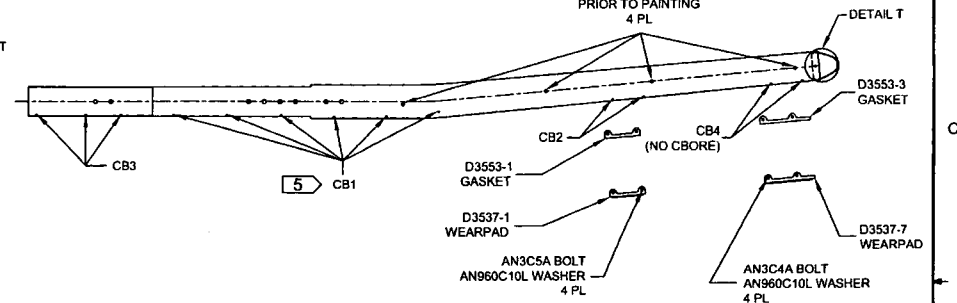 PRIOR TO PAINTING
4 PL
DETAIL T
T
D3553-3
GASKET
C
CB2
CB4
(NO CBORE)
CB3
5
CB1
D3553-1
GASKET
D3537-1
WEARPAD
D3537-7
WEARPAD
AN3C5A BOLT
AN960C10L WASHER
4 PL
AN3C4A BOLT
AN960C10L WASHER
4 PL